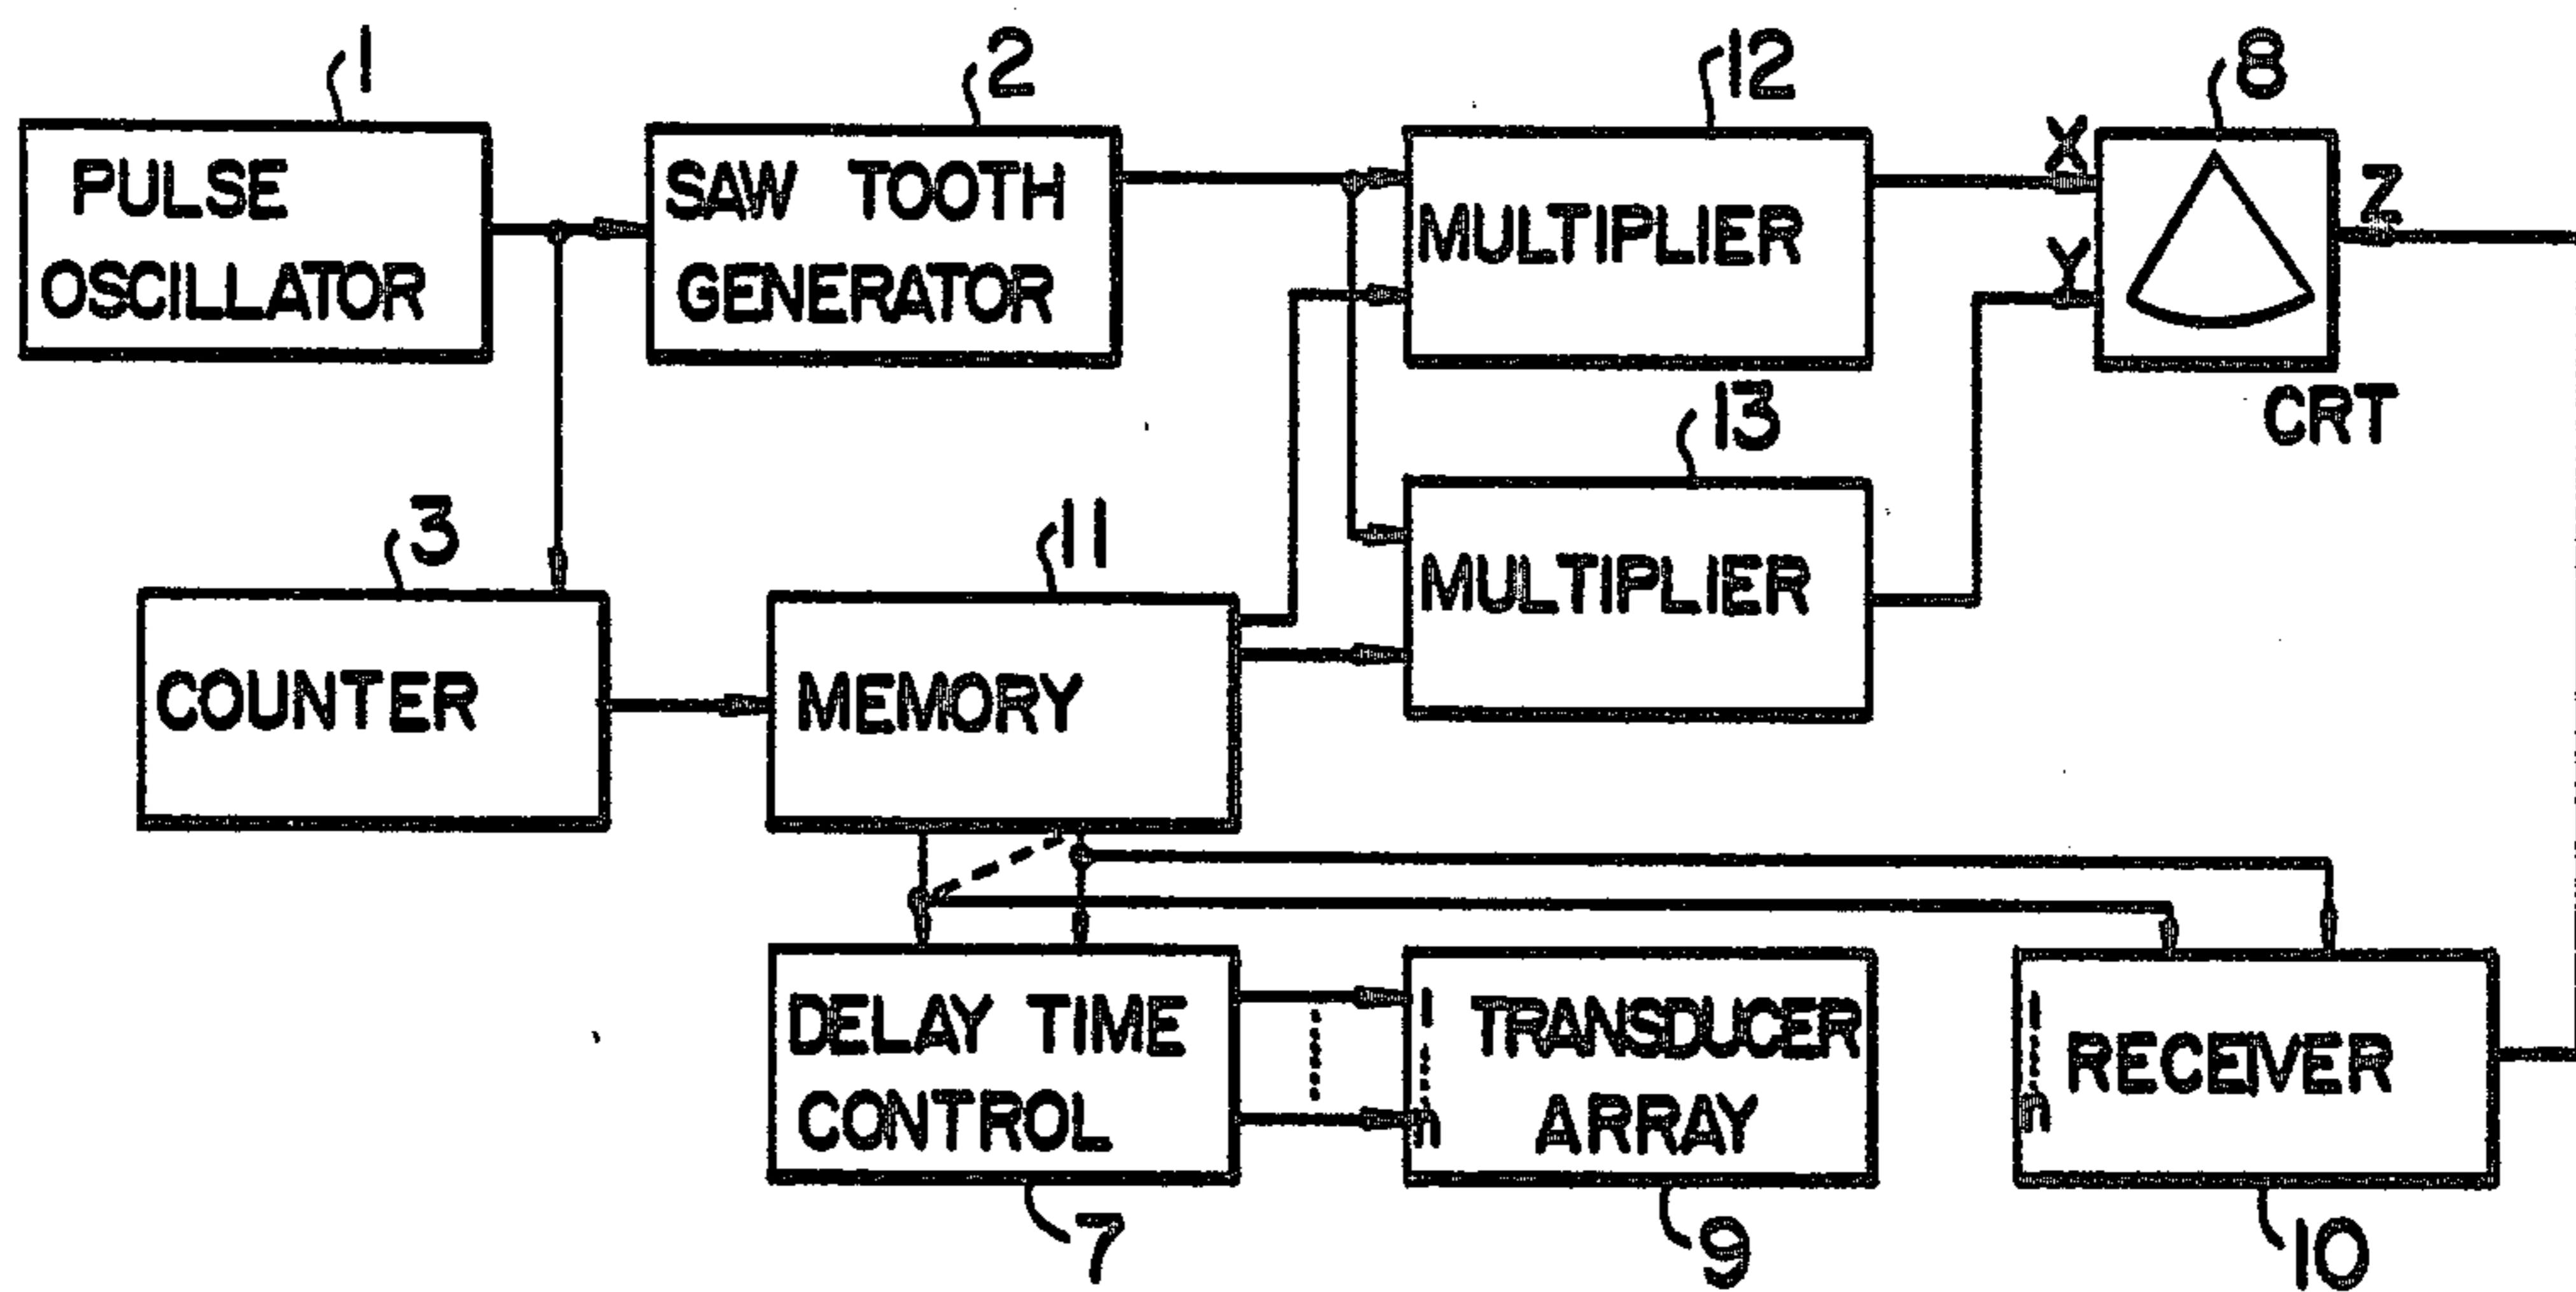 1
2
12
8
PULSE
OSCILLATOR
SAW TOOTH
GENERATOR
MULTIPLIER
X
Y
Z
CRT
3
11
13
COUNTER
MEMORY
MULTIPLIER
DELAY TIME
CONTROL
1
n
TRANSDUCER
ARRAY
1
n
RECEIVER
7
9
10